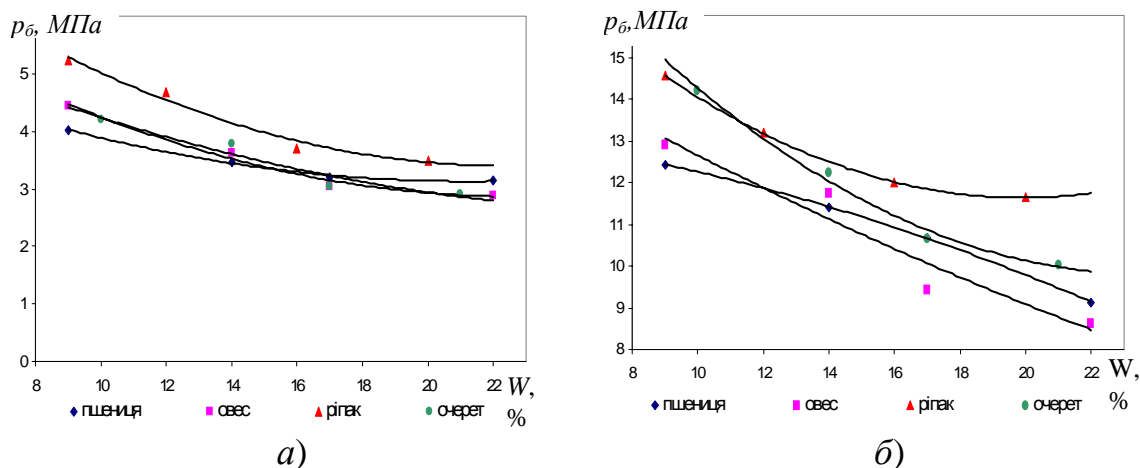 p_б, МПа
5
4
3
2
1
0
8 10 12 14 16 18 20 22 W,
%
пшениця овес ріпак очерет
а)
p_б, МПа
15
14
13
12
11
10
9
8
8 10 12 14 16 18 20 22 W,
%
пшениця овес ріпак очерет
б)